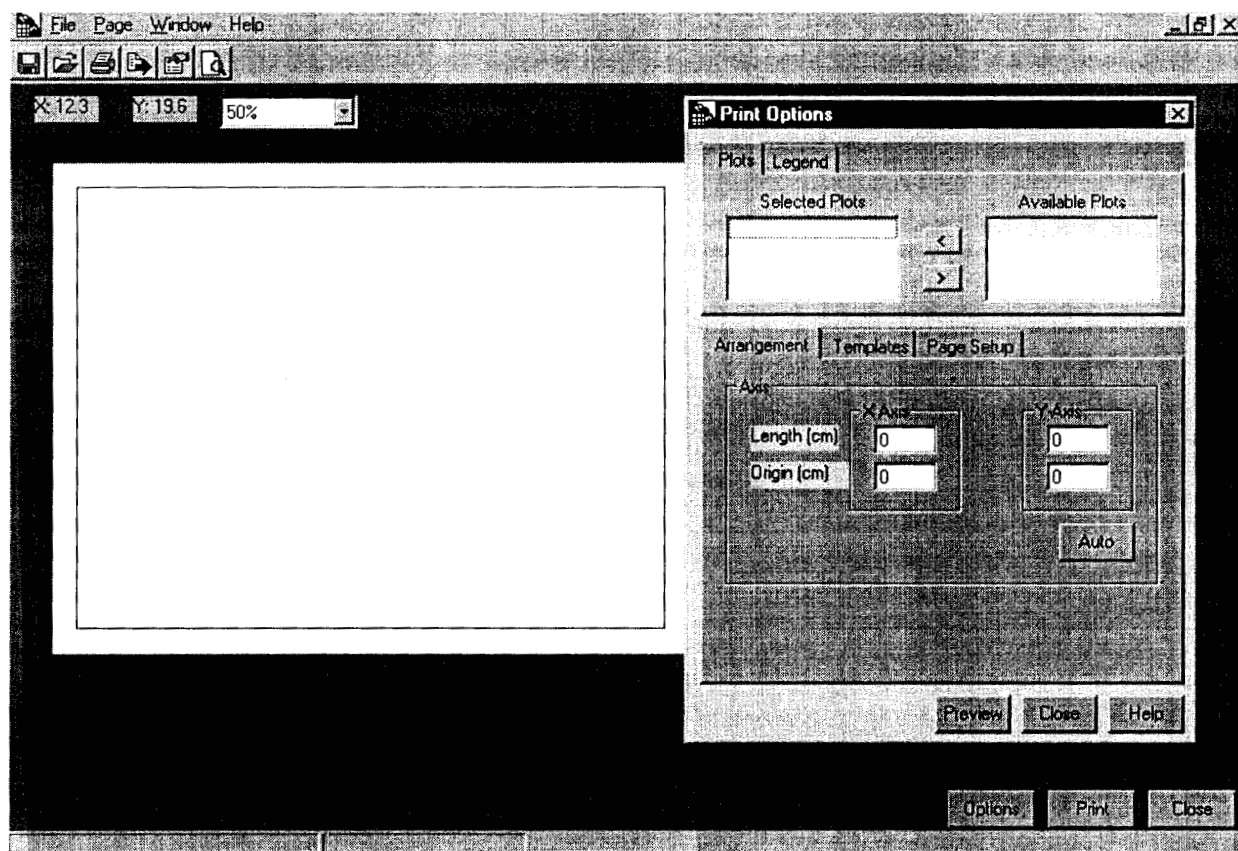 File Page Window Help
X: 12.3 Y: 19.6 50%
Print Options
Plots Legend
Selected Plots Available Plots
<
>
Arrangement Templates Page Setup
Axis
X Axis Y Axis
Length (cm) 0 0
Origin (cm) 0 0
Auto
Preview Close Help
Options Print Close